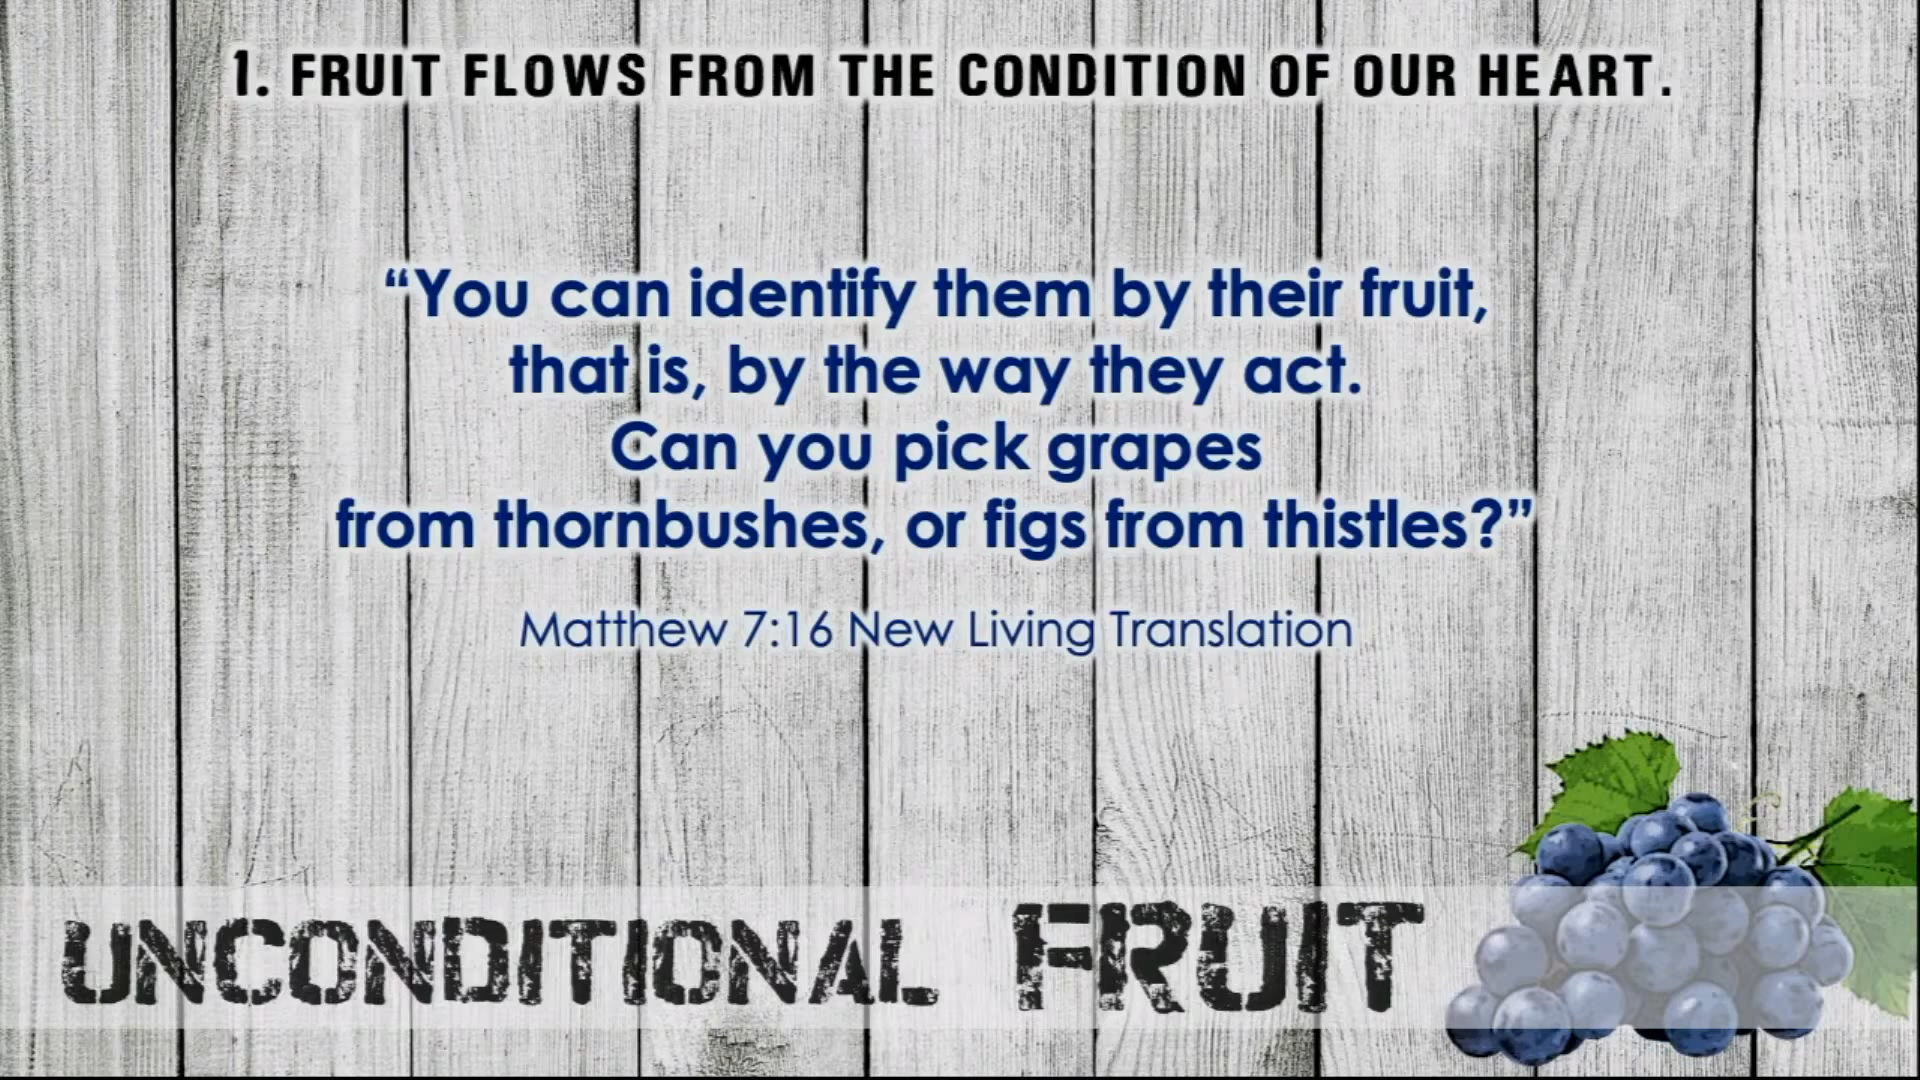 1. FRUIT FLOWS FROM THE CONDITION OF OUR HEART.
“You can identify them by their fruit,
that is, by the way they act.
Can you pick grapes
from thornbushes, or figs from thistles?”
Matthew 7:16 New Living Translation
UNCONDITIONAL FRUIT